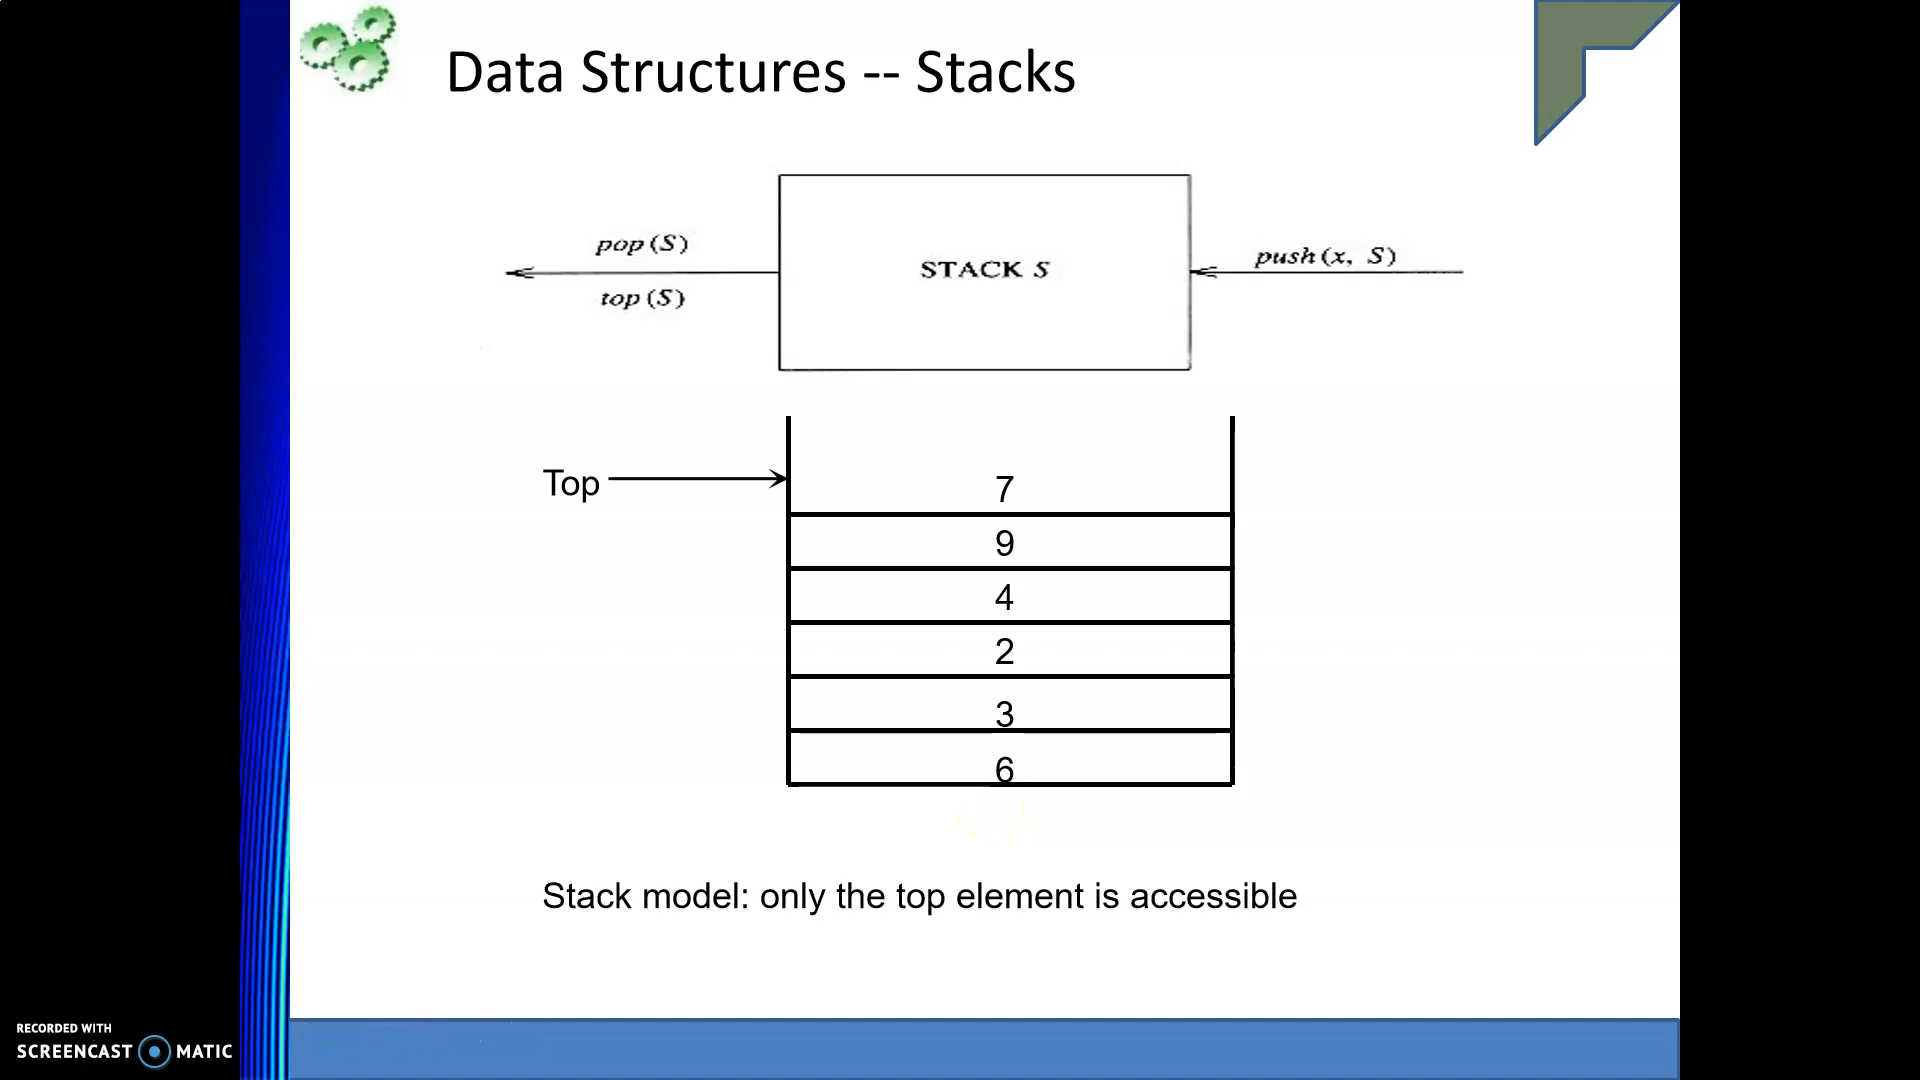 Data Structures -- Stacks
pop (S)
top (S)
STACK S
push (x, S)
Top
7
9
4
2
3
6
Stack model: only the top element is accessible
RECORDED WITH
SCREENCAST MATIC